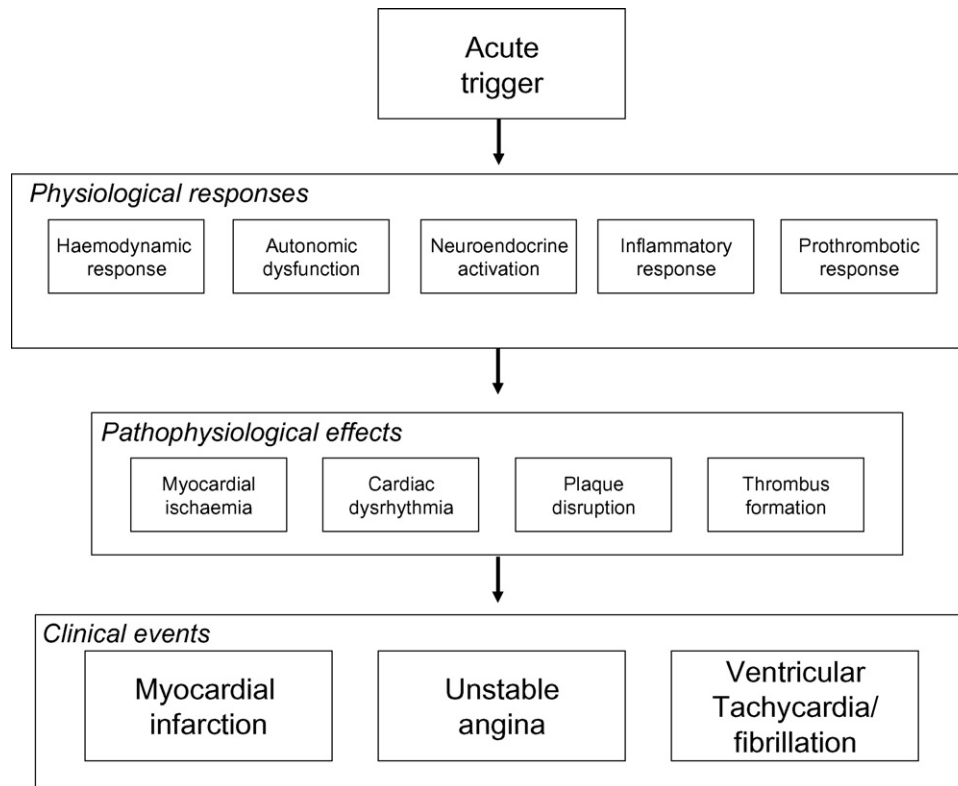 Acute
trigger
Physiological responses
Haemodynamic
response
Autonomic
dysfunction
Neuroendocrine
activation
Inflammatory
response
Prothrombotic
response
Pathophysiological effects
Myocardial
ischaemia
Cardiac
dysrhythmia
Plaque
disruption
Thrombus
formation
Clinical events
Myocardial
infarction
Unstable
angina
Ventricular
Tachycardia/
fibrillation